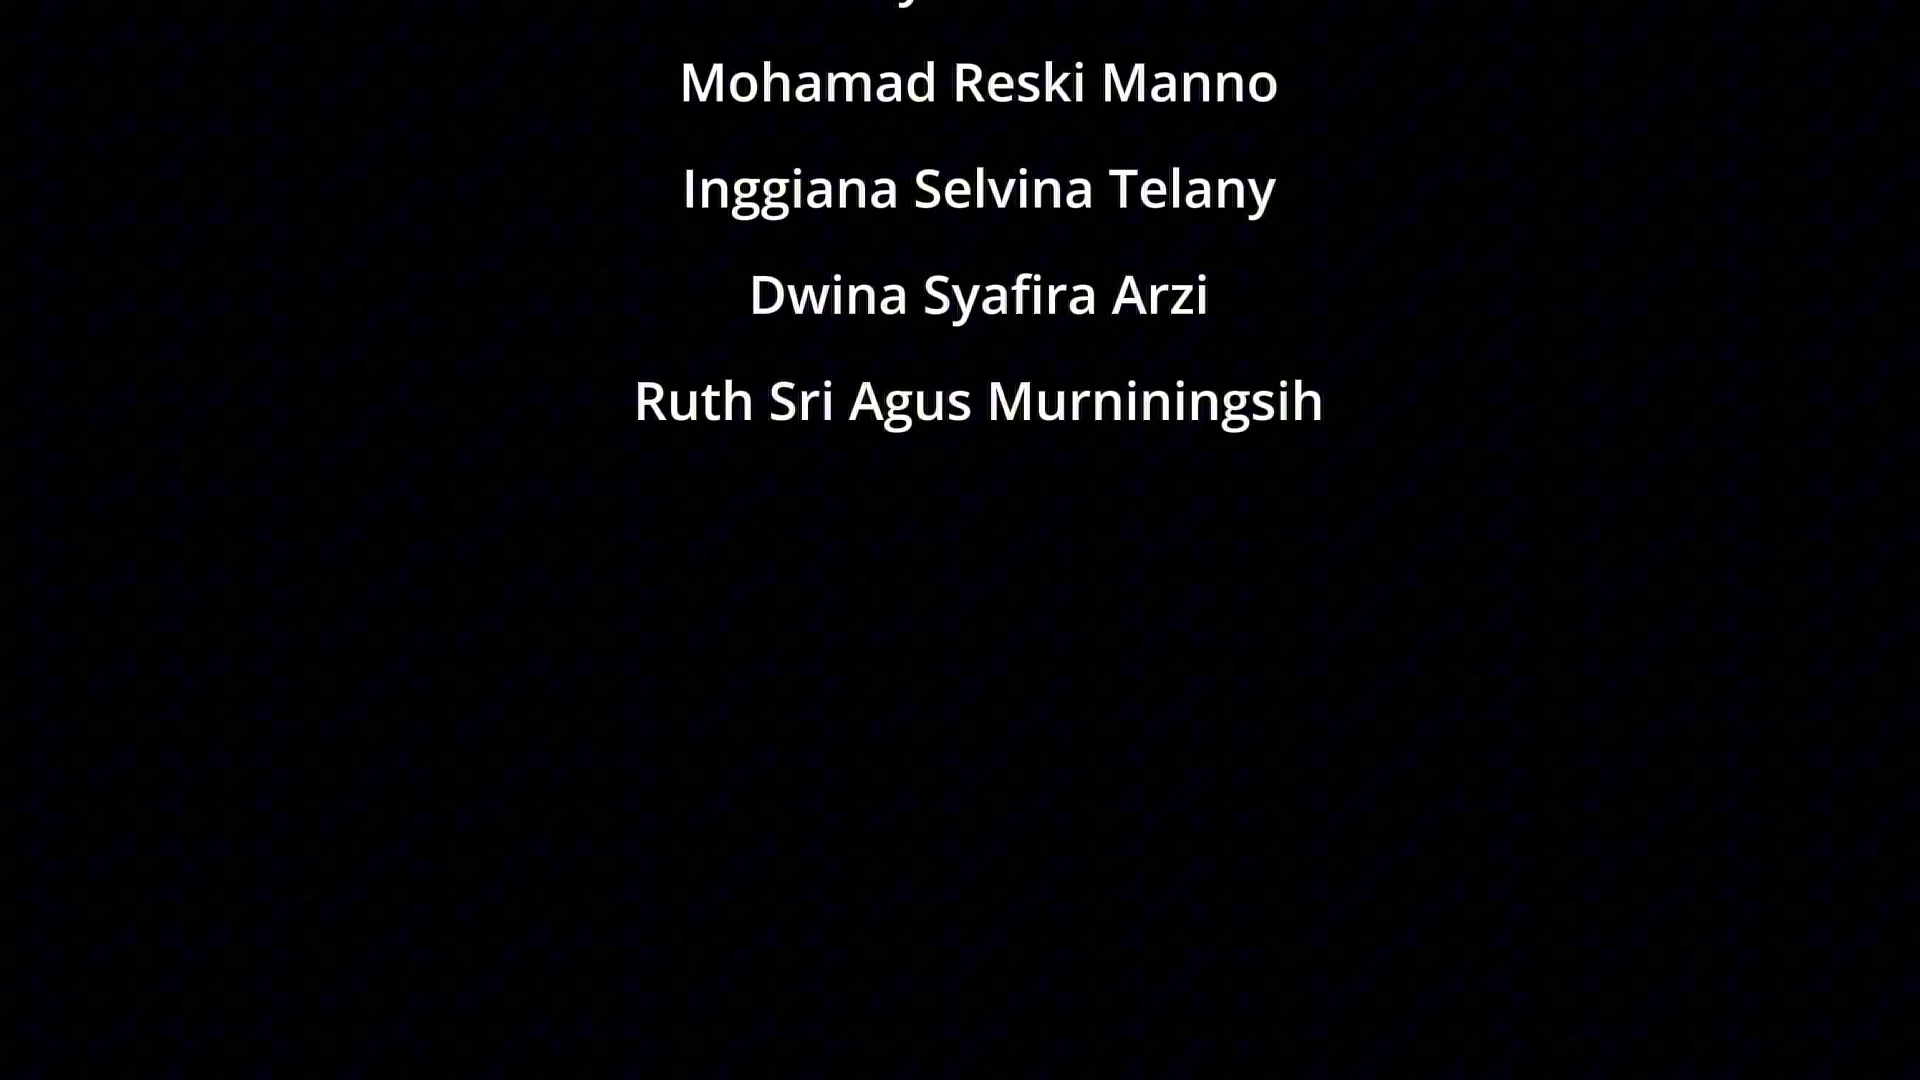 Mohamad Reski Manno
Inggiana Selvina Telany
Dwina Syafira Arzi
Ruth Sri Agus Murniningsih